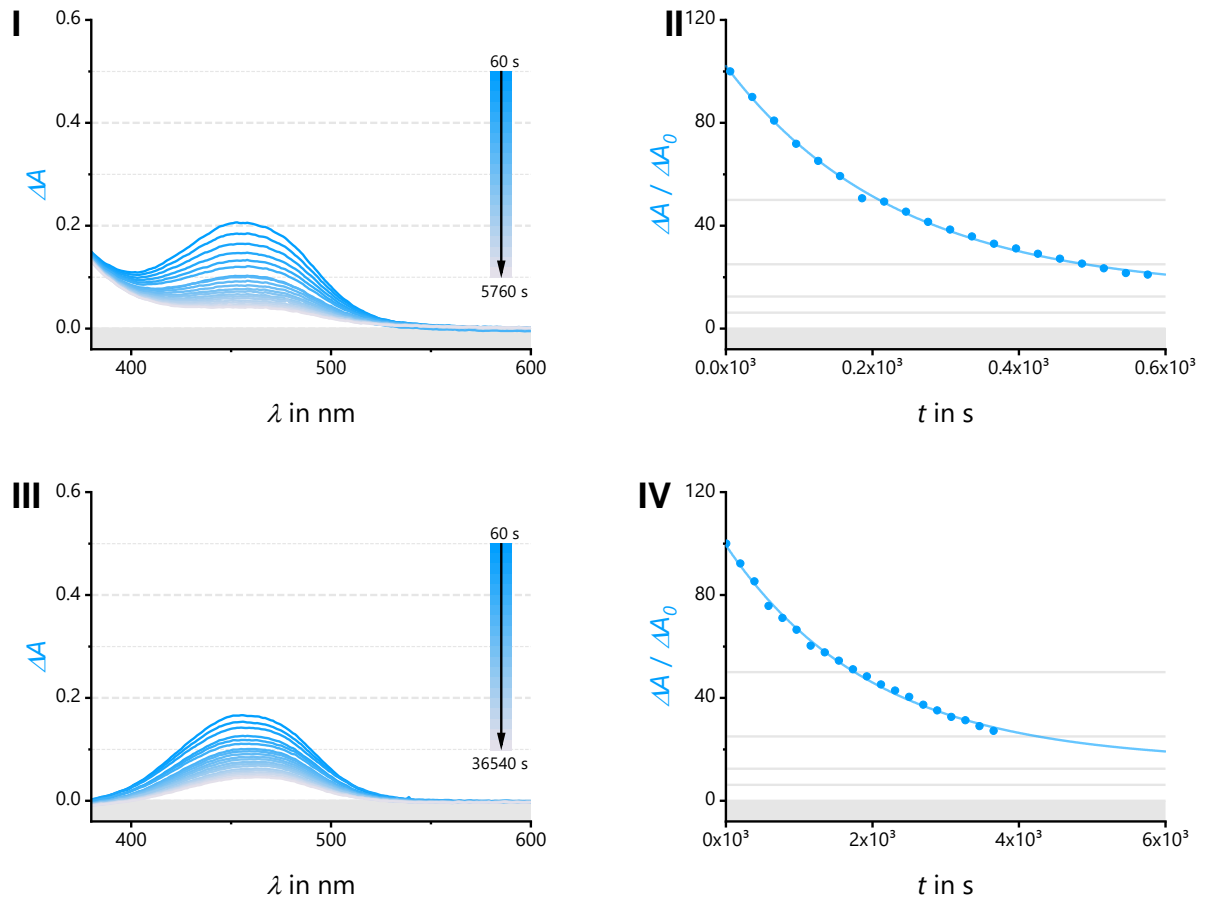 I
0.6
0.4
0.2
0.0
ΔA
60 s
5760 s
400
500
600
λ in nm
II
120
80
40
0
ΔA / ΔA0
0.0x10³
0.2x10³
0.4x10³
0.6x10³
t in s
III
0.6
0.4
0.2
0.0
ΔA
60 s
36540 s
400
500
600
λ in nm
IV
120
80
40
0
ΔA / ΔA0
0x10³
2x10³
4x10³
6x10³
t in s